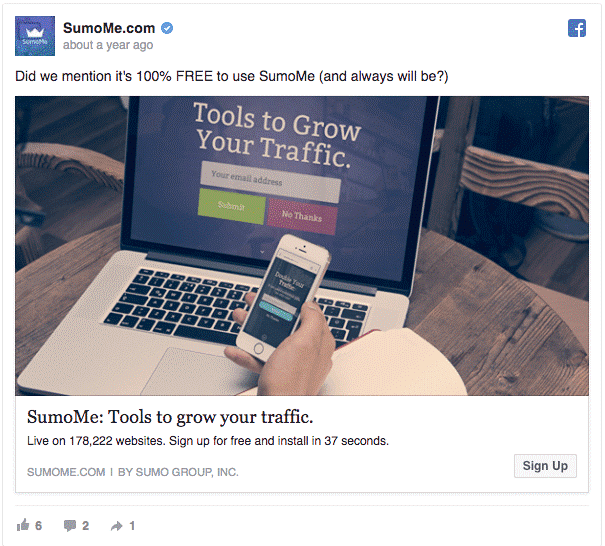 SumoMe.com
about a year ago
Did we mention it's 100% FREE to use SumoMe (and always will be?)
Tools to Grow
Your Traffic.
Your email address
Submit
No Thanks
Double Your
Traffic
SumoMe: Tools to grow your traffic.
Live on 178,222 websites. Sign up for free and install in 37 seconds.
SUMOME.COM | BY SUMO GROUP, INC.
Sign Up
6
2
1